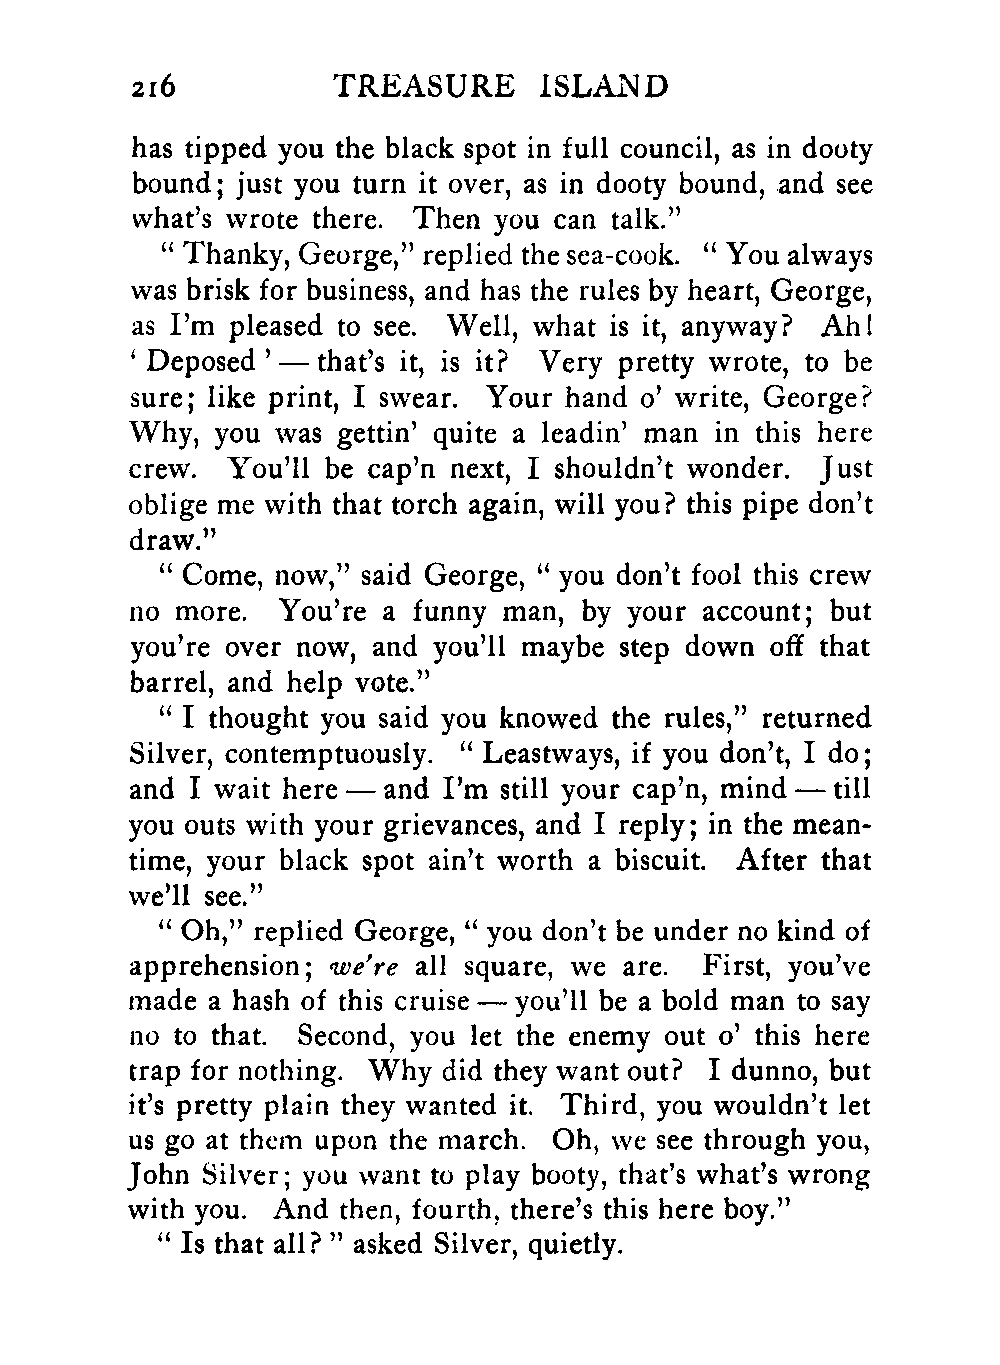 216 TREASURE ISLAND
has tipped you the black spot in full council, as in dooty
bound; just you turn it over, as in dooty bound, and see
what's wrote there. Then you can talk."
" Thanky, George," replied the sea-cook. " You always
was brisk for business, and has the rules by heart, George,
as I'm pleased to see. Well, what is it, anyway? Ah!
' Deposed ' — that's it, is it? Very pretty wrote, to be
sure; like print, I swear. Your hand o' write, George?
Why, you was gettin' quite a leadin' man in this here
crew. You'll be cap'n next, I shouldn't wonder. Just
oblige me with that torch again, will you? this pipe don't
draw."
" Come, now," said George, " you don't fool this crew
no more. You're a funny man, by your account; but
you're over now, and you'll maybe step down off that
barrel, and help vote."
" I thought you said you knowed the rules," returned
Silver, contemptuously. " Leastways, if you don't, I do;
and I wait here — and I'm still your cap'n, mind — till
you outs with your grievances, and I reply; in the mean-
time, your black spot ain't worth a biscuit. After that
we'll see."
" Oh," replied George, " you don't be under no kind of
apprehension; we're all square, we are. First, you've
made a hash of this cruise — you'll be a bold man to say
no to that. Second, you let the enemy out o' this here
trap for nothing. Why did they want out? I dunno, but
it's pretty plain they wanted it. Third, you wouldn't let
us go at them upon the march. Oh, we see through you,
John Silver; you want to play booty, that's what's wrong
with you. And then, fourth, there's this here boy."
" Is that all? " asked Silver, quietly.